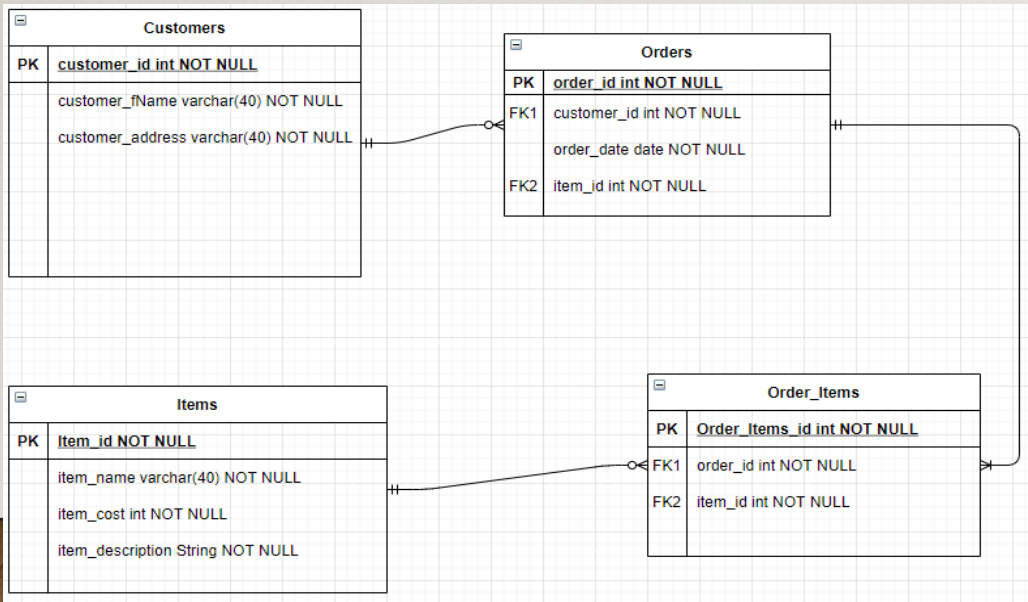 Customers
PK customer_id int NOT NULL
customer_fName varchar(40) NOT NULL
customer_address varchar(40) NOT NULL
Orders
PK order_id int NOT NULL
FK1 customer_id int NOT NULL
order_date date NOT NULL
FK2 item_id int NOT NULL
Items
PK Item_id NOT NULL
item_name varchar(40) NOT NULL
item_cost int NOT NULL
item_description String NOT NULL
Order_Items
PK Order_Items_id int NOT NULL
FK1 order_id int NOT NULL
FK2 item_id int NOT NULL